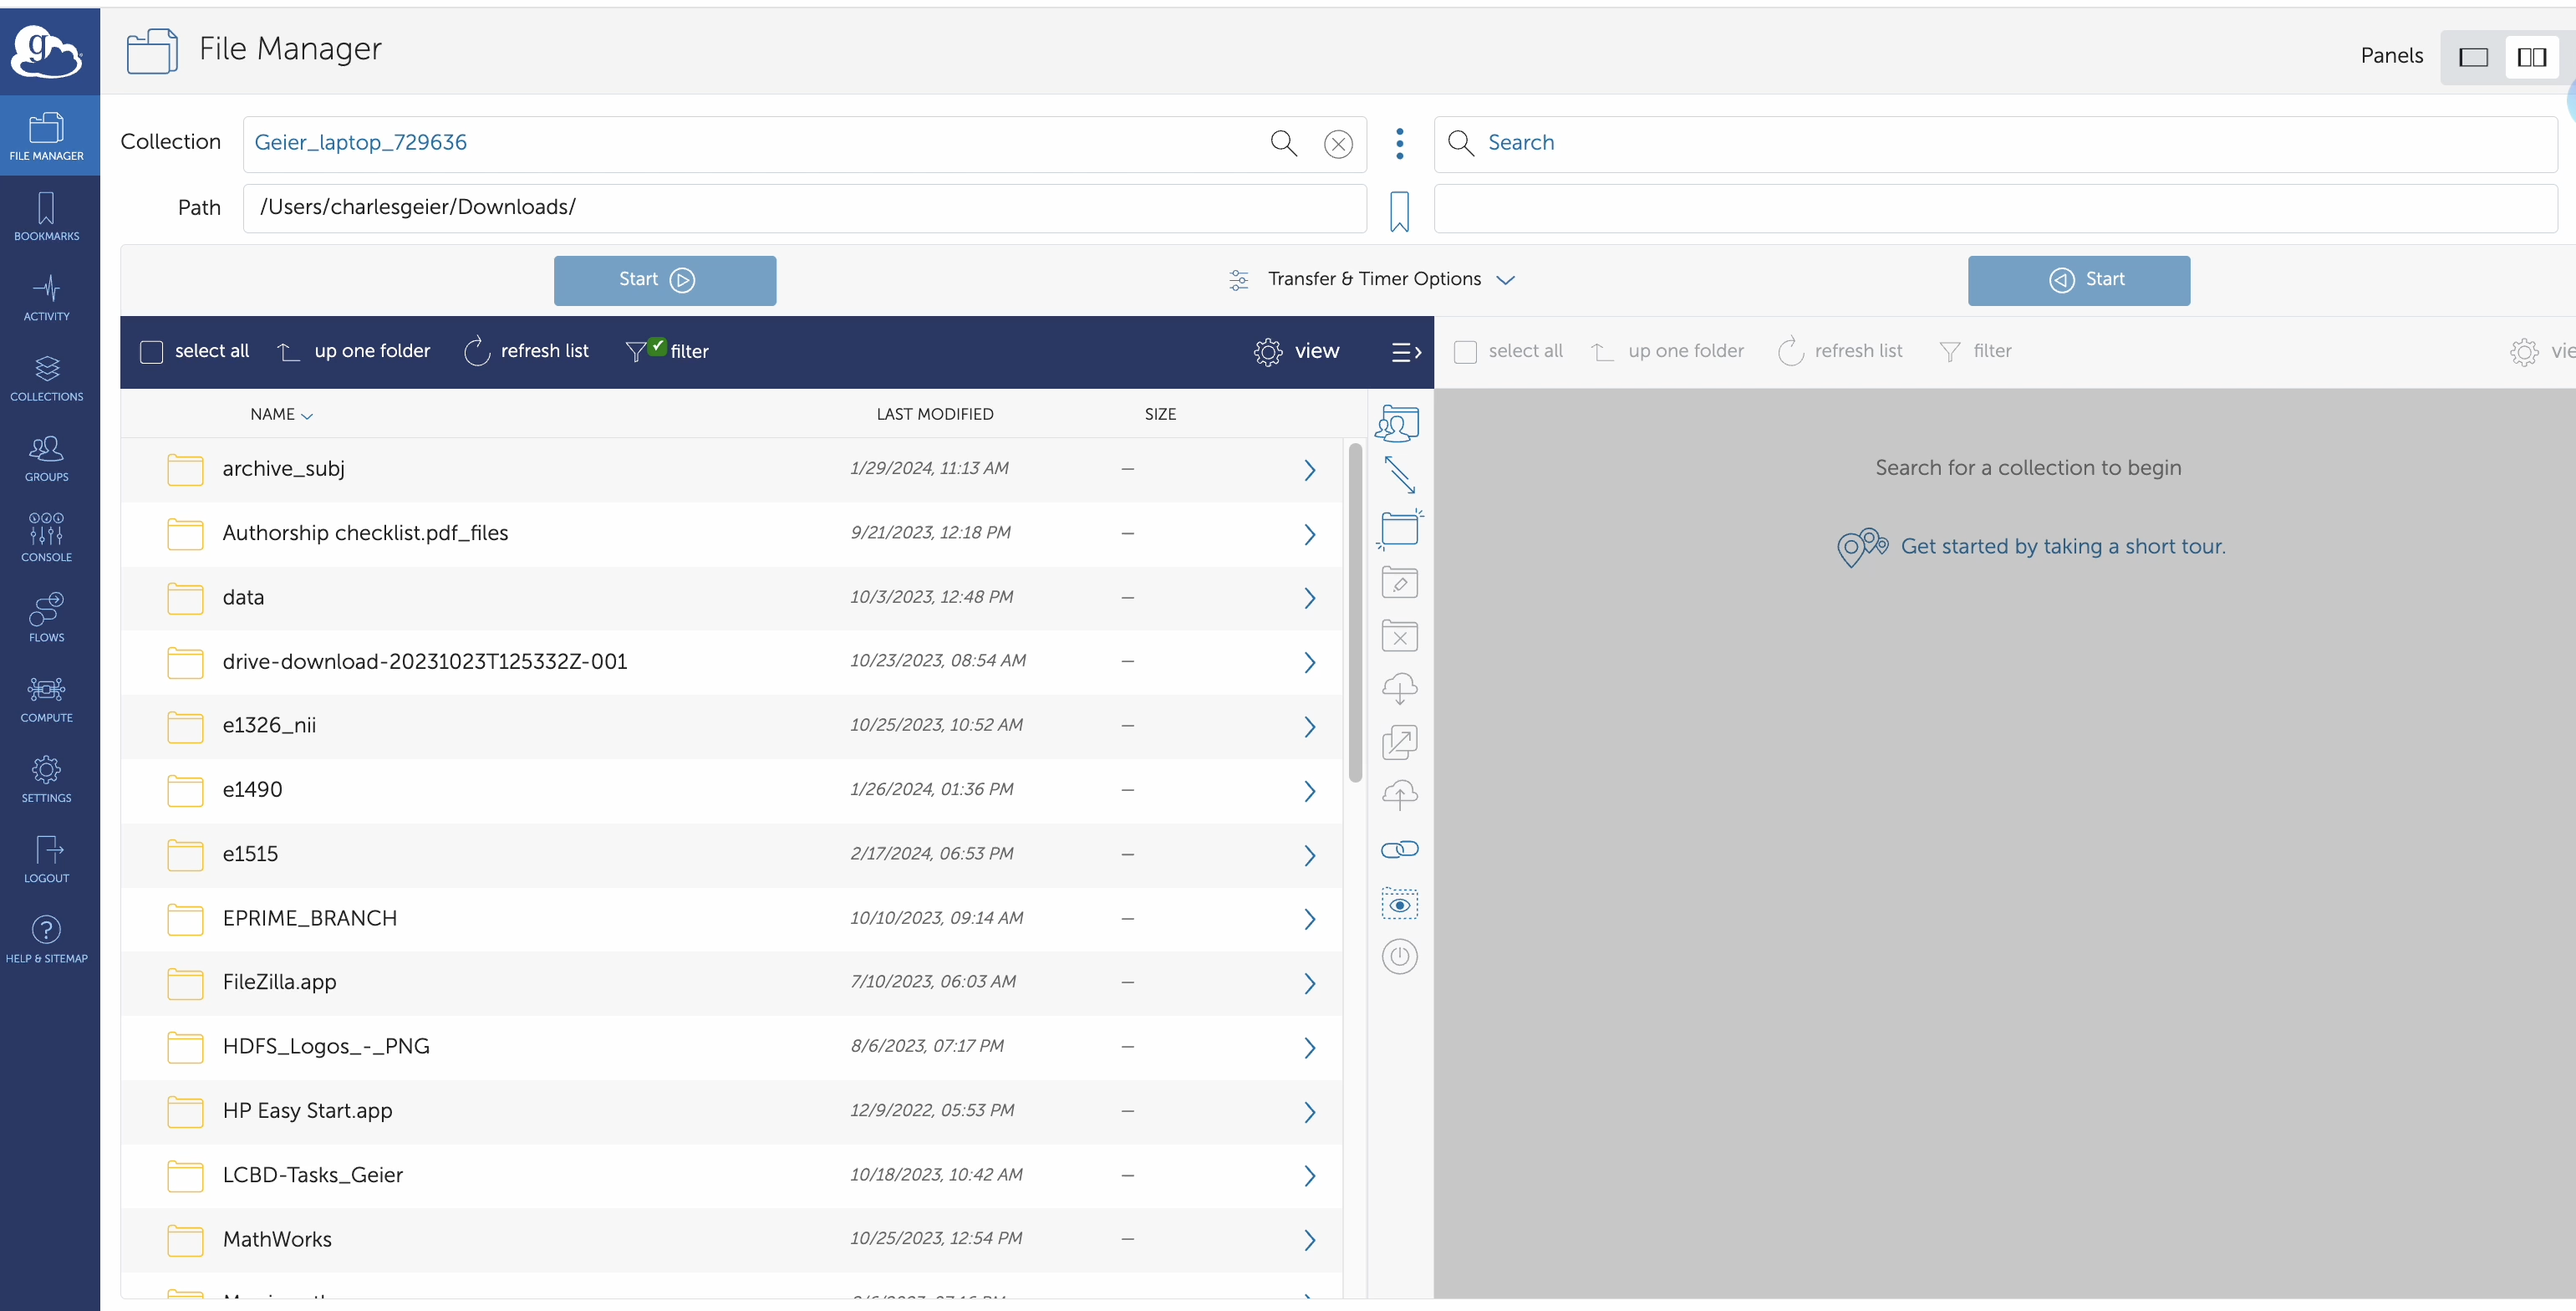 g
File Manager
Panels
FILE MANAGER
BOOKMARKS
ACTIVITY
COLLECTIONS
GROUPS
CONSOLE
FLOWS
COMPUTE
SETTINGS
LOGOUT
HELP & SITEMAP
Collection
Geier_laptop_729636
Search
Path
/Users/charlesgeier/Downloads/
Start
Transfer & Timer Options
Start
select all
up one folder
refresh list
filter
view
select all
up one folder
refresh list
filter
NAME LAST MODIFIED SIZE
archive_subj 1/29/2024, 11:13 AM —
Authorship checklist.pdf_files 9/21/2023, 12:18 PM —
data 10/3/2023, 12:48 PM —
drive-download-20231023T125332Z-001 10/23/2023, 08:54 AM —
e1326_nii 10/25/2023, 10:52 AM —
e1490 1/26/2024, 01:36 PM —
e1515 2/17/2024, 06:53 PM —
EPRIME_BRANCH 10/10/2023, 09:14 AM —
FileZilla.app 7/10/2023, 06:03 AM —
HDFS_Logos_-_PNG 8/6/2023, 07:17 PM —
HP Easy Start.app 12/9/2022, 05:53 PM —
LCBD-Tasks_Geier 10/18/2023, 10:42 AM —
MathWorks 10/25/2023, 12:54 PM —
Search for a collection to begin
Get started by taking a short tour.